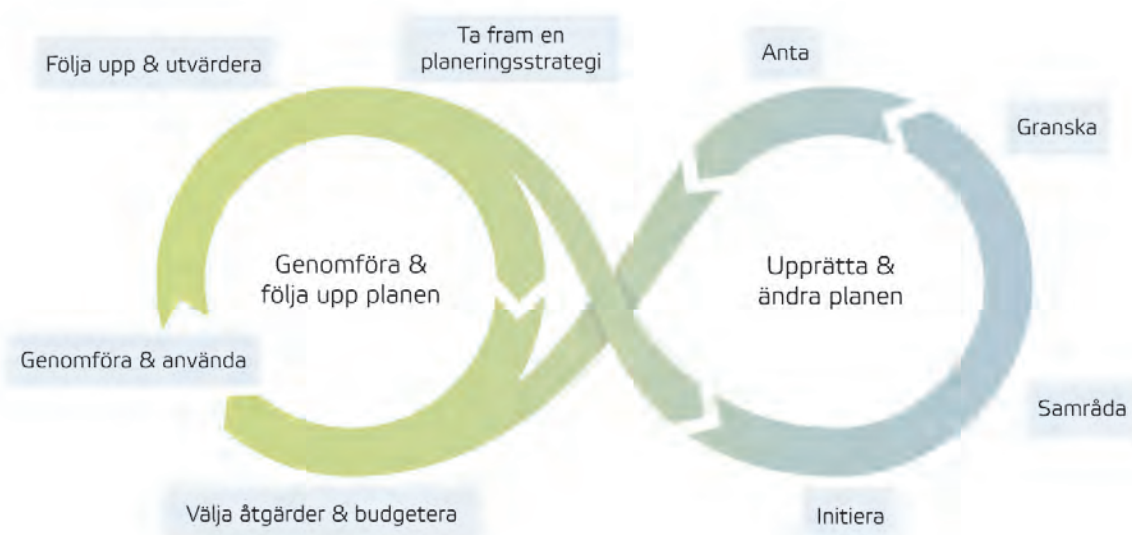 Följa upp & utvärdera
Ta fram en
planeringsstrategi
Anta
Granska
Genomföra &
följa upp planen
Upprätta &
ändra planen
Genomföra & använda
Samråda
Välja åtgärder & budgetera
Initiera